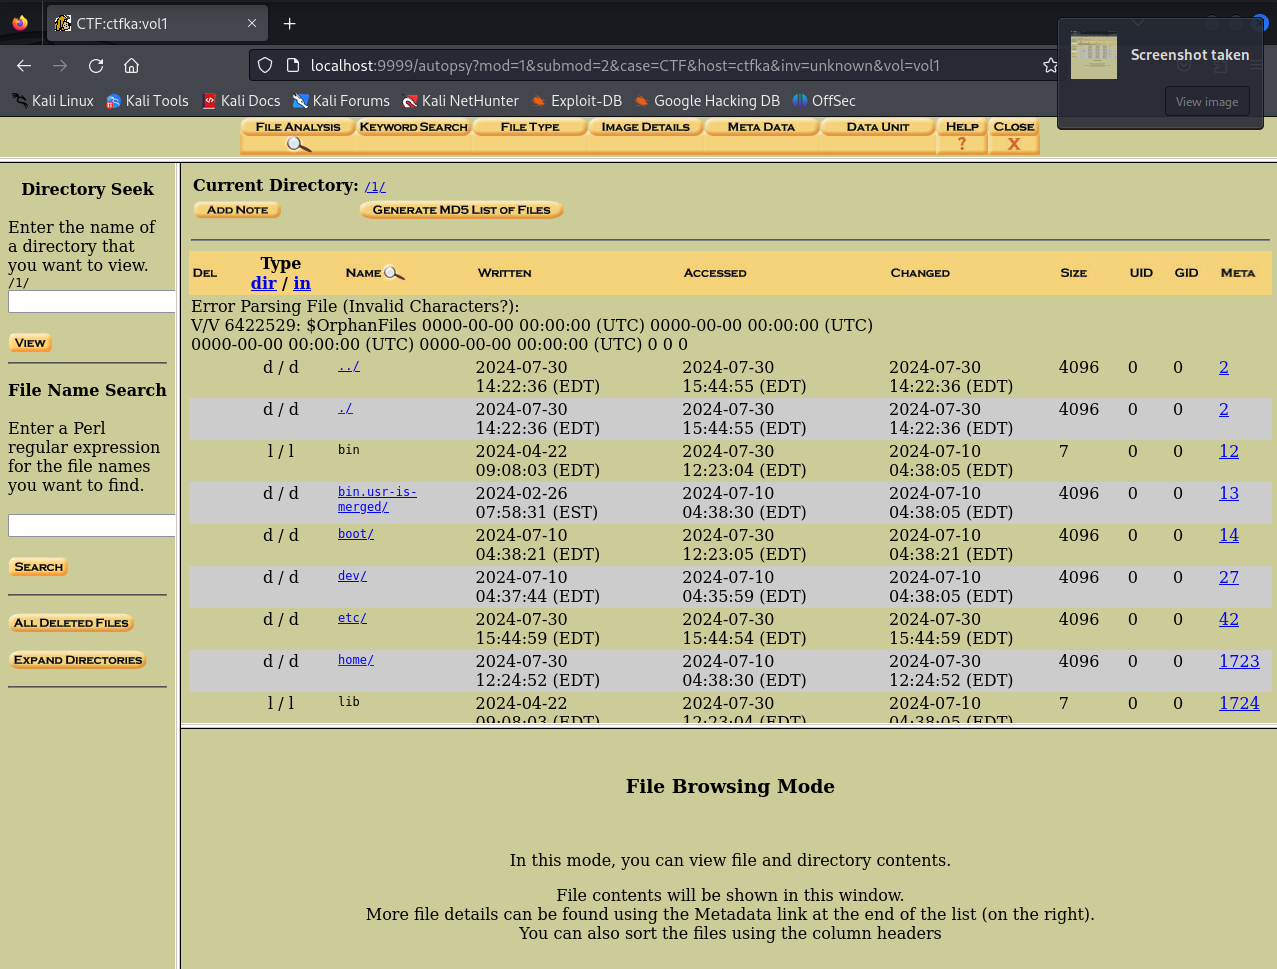 CTF:ctfka:vol1
Screenshot taken
View image
localhost:9999/autopsy?mod=1&submod=2&case=CTF&host=ctfka&inv=unknown&vol=vol1
Kali Linux Kali Tools Kali Docs Kali Forums Kali NetHunter Exploit-DB Google Hacking DB OffSec
FILE ANALYSIS KEYWORD SEARCH FILE TYPE IMAGE DETAILS META DATA DATA UNIT HELP CLOSE
? X
Directory Seek
Enter the name of
a directory that
you want to view.
/1/
VIEW
File Name Search
Enter a Perl
regular expression
for the file names
you want to find.
SEARCH
ALL DELETED FILES
EXPAND DIRECTORIES
Current Directory: /1/
ADD NOTE GENERATE MD5 LIST OF FILES
DEL Type dir / in NAME WRITTEN ACCESSED CHANGED SIZE UID GID META
Error Parsing File (Invalid Characters?):
V/V 6422529: $OrphanFiles 0000-00-00 00:00:00 (UTC) 0000-00-00 00:00:00 (UTC)
0000-00-00 00:00:00 (UTC) 0000-00-00 00:00:00 (UTC) 0 0 0
d / d ../ 2024-07-30 2024-07-30 2024-07-30 4096 0 0 2
14:22:36 (EDT) 15:44:55 (EDT) 14:22:36 (EDT)
d / d ./ 2024-07-30 2024-07-30 2024-07-30 4096 0 0 2
14:22:36 (EDT) 15:44:55 (EDT) 14:22:36 (EDT)
l / l bin 2024-04-22 2024-07-30 2024-07-10 7 0 0 12
09:08:03 (EDT) 12:23:04 (EDT) 04:38:05 (EDT)
d / d bin.usr-is- 2024-02-26 2024-07-10 2024-07-10 4096 0 0 13
merged/ 07:58:31 (EST) 04:38:30 (EDT) 04:38:05 (EDT)
d / d boot/ 2024-07-10 2024-07-30 2024-07-10 4096 0 0 14
04:38:21 (EDT) 12:23:05 (EDT) 04:38:21 (EDT)
d / d dev/ 2024-07-10 2024-07-10 2024-07-10 4096 0 0 27
04:37:44 (EDT) 04:35:59 (EDT) 04:38:05 (EDT)
d / d etc/ 2024-07-30 2024-07-30 2024-07-30 4096 0 0 42
15:44:59 (EDT) 15:44:54 (EDT) 15:44:59 (EDT)
d / d home/ 2024-07-30 2024-07-10 2024-07-30 4096 0 0 1723
12:24:52 (EDT) 04:38:30 (EDT) 12:24:52 (EDT)
l / l lib 2024-04-22 2024-07-30 2024-07-10 7 0 0 1724
09:08:03 (EDT) 12:23:04 (EDT) 04:38:05 (EDT)
File Browsing Mode
In this mode, you can view file and directory contents.
File contents will be shown in this window.
More file details can be found using the Metadata link at the end of the list (on the right).
You can also sort the files using the column headers